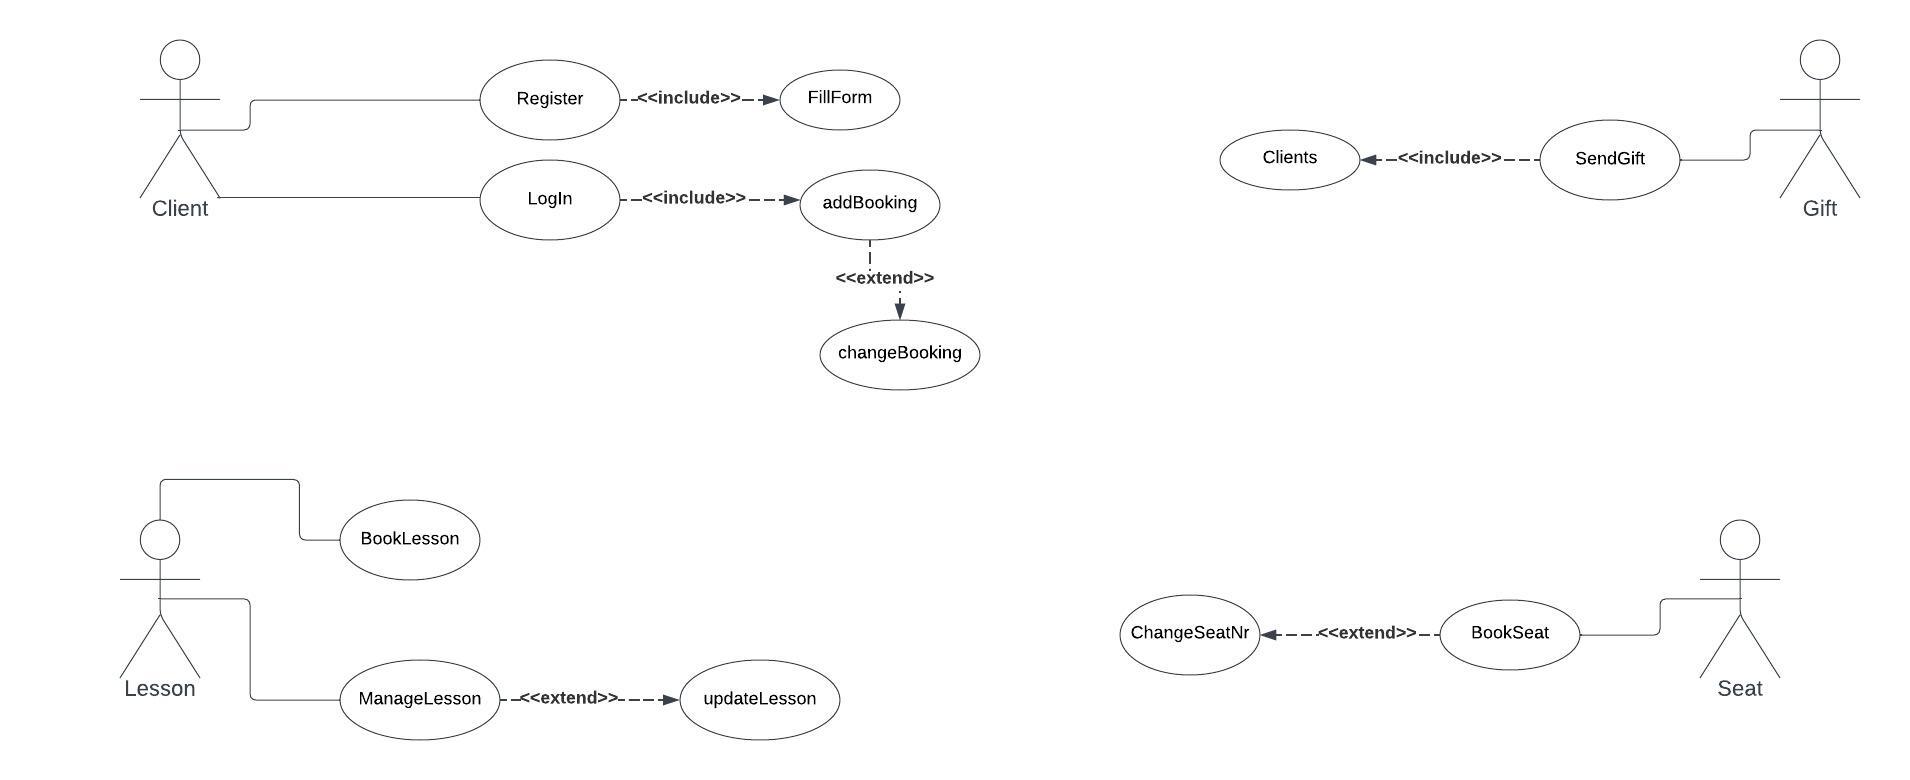 Register
<<include>>
FillForm
Client
LogIn
<<include>>
addBooking
<<extend>>
changeBooking
Clients
<<include>>
SendGift
Gift
BookLesson
Lesson
ManageLesson
<<extend>>
updateLesson
ChangeSeatNr
<<extend>>
BookSeat
Seat